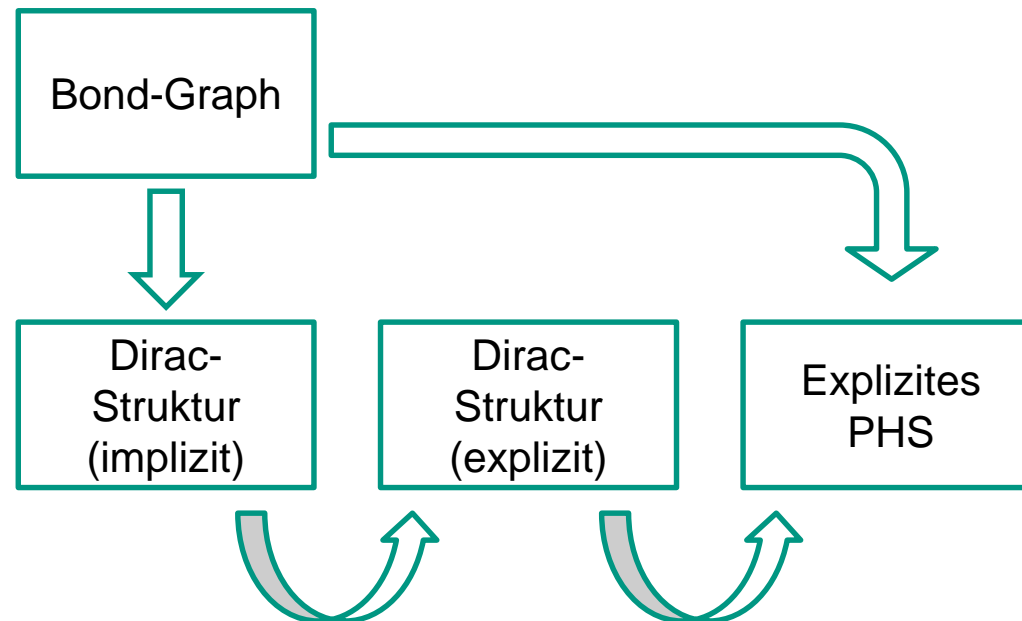 Bond-Graph
Dirac-
Struktur
(implizit)
Dirac-
Struktur
(explizit)
Explizites
PHS